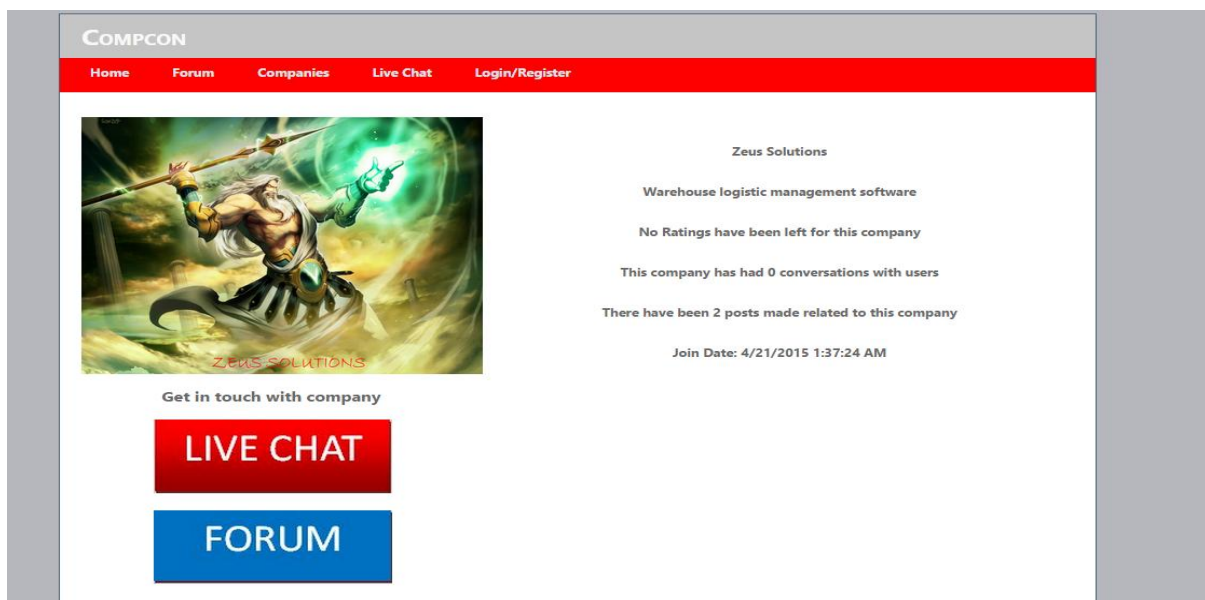 Compcon
Home Forum Companies Live Chat Login/Register
ZEUS SOLUTIONS
Get in touch with company
LIVE CHAT
FORUM
Zeus Solutions
Warehouse logistic management software
No Ratings have been left for this company
This company has had 0 conversations with users
There have been 2 posts made related to this company
Join Date: 4/21/2015 1:37:24 AM